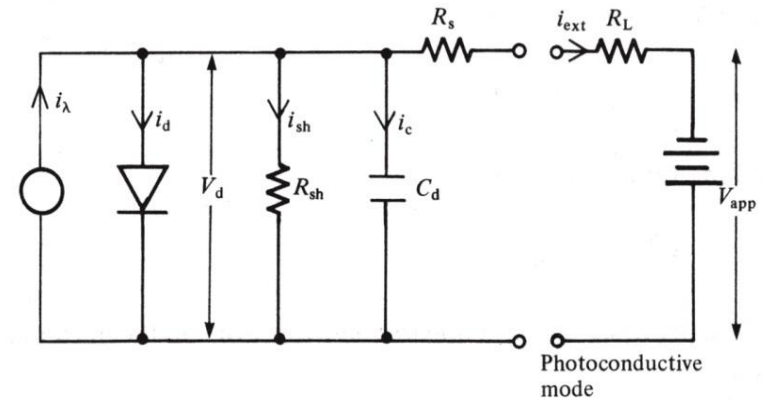 R_s
i_ext
R_L
i_λ
i_d
V_d
i_sh
R_sh
i_c
C_d
V_app
Photoconductive
mode